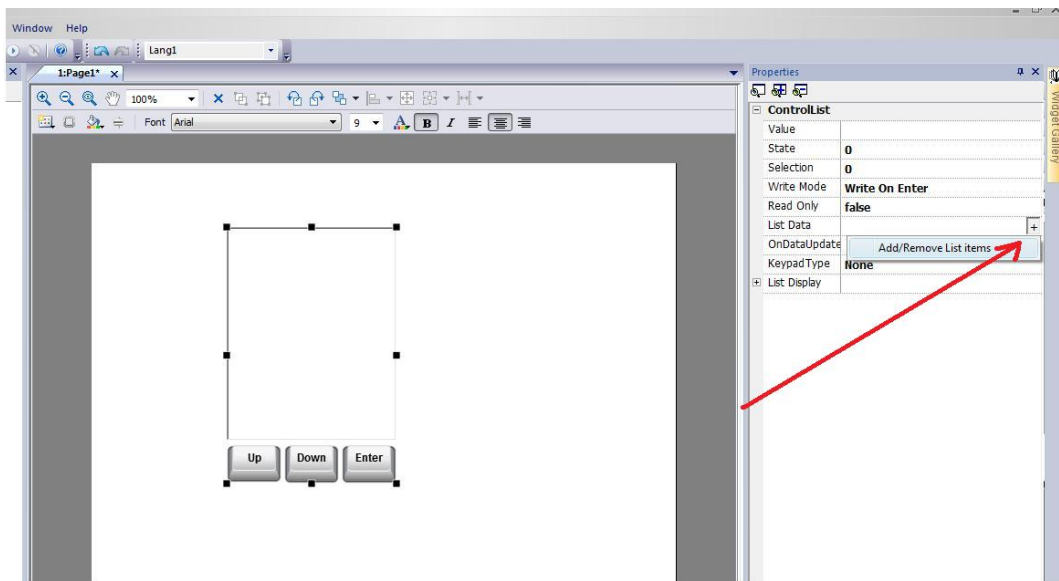 Window Help
Lang1
1:Page1* x
100%
Font Arial 9 B I
Up Down Enter
Properties
ControlList
Value
State 0
Selection 0
Write Mode Write On Enter
Read Only false
List Data +
OnDataUpdate
Add/Remove List items
KeypadType None
List Display
Widget Gallery